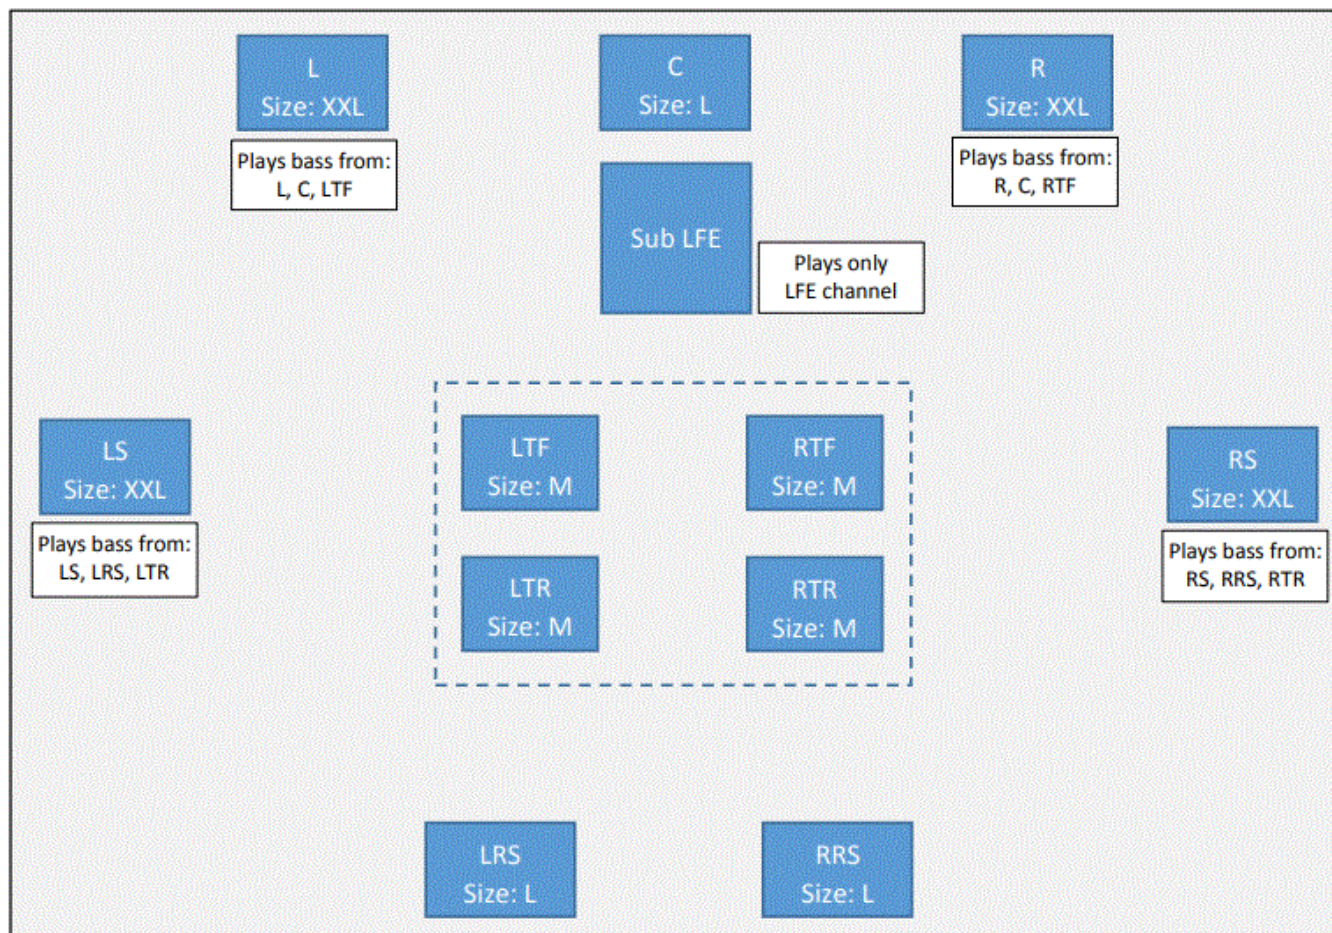 L
Size: XXL
Plays bass from:
L, C, LTF
C
Size: L
R
Size: XXL
Plays bass from:
R, C, RTF
Sub LFE
Plays only
LFE channel
LS
Size: XXL
Plays bass from:
LS, LRS, LTR
LTF
Size: M
RTF
Size: M
LTR
Size: M
RTR
Size: M
RS
Size: XXL
Plays bass from:
RS, RRS, RTR
LRS
Size: L
RRS
Size: L